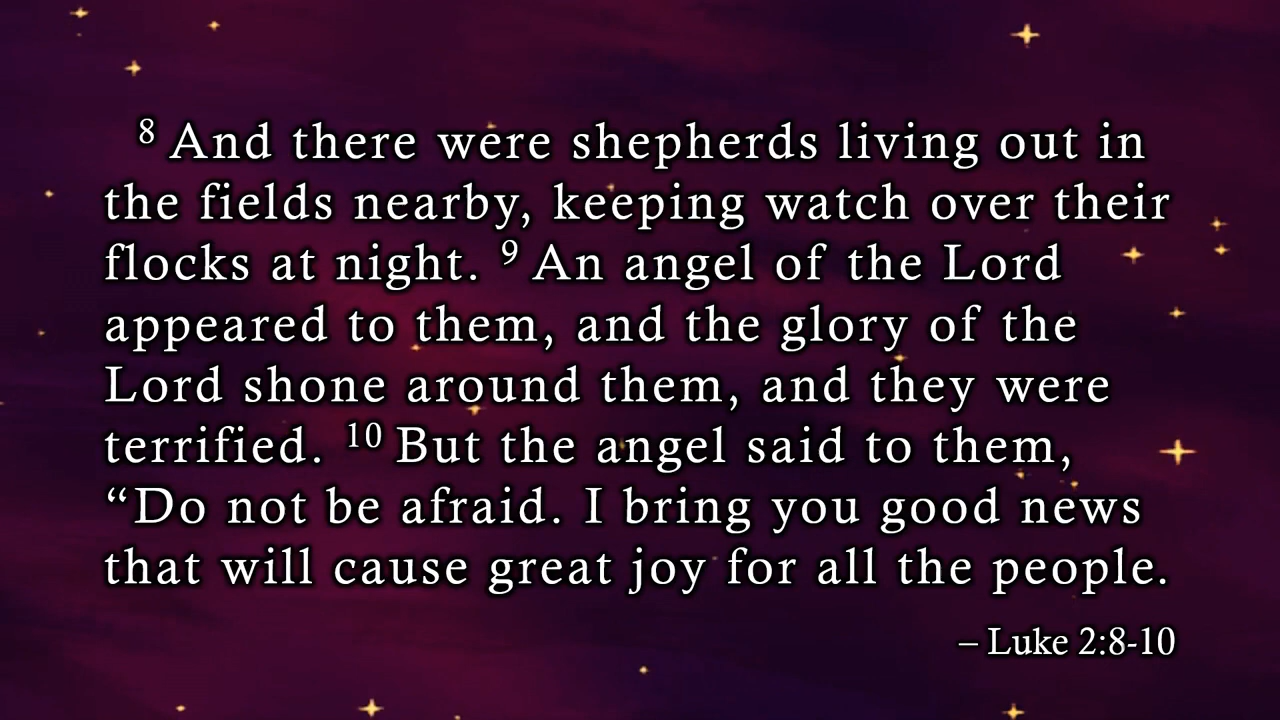 ⁸ And there were shepherds living out in
the fields nearby, keeping watch over their
flocks at night. ⁹ An angel of the Lord
appeared to them, and the glory of the
Lord shone around them, and they were
terrified. ¹⁰ But the angel said to them,
“Do not be afraid. I bring you good news
that will cause great joy for all the people.
– Luke 2:8-10